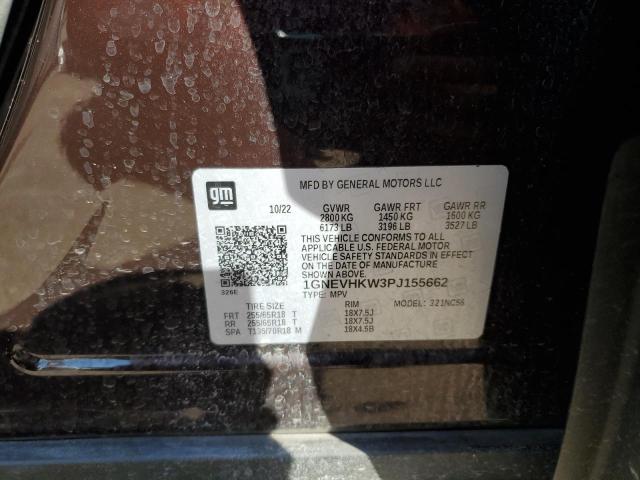 gm
MFD BY GENERAL MOTORS LLC
10/22 GVWR GAWR FRT GAWR RR
2800 KG 1450 KG 1600 KG
6173 LB 3196 LB 3527 LB
THIS VEHICLE CONFORMS TO ALL
APPLICABLE U.S. FEDERAL MOTOR
VEHICLE SAFETY STANDARDS IN EFFECT
ON THE DATE OF MANUFACTURE
SHOWN ABOVE.
326E 1GNEVHKW3PJ155662
TYPE: MPV MODEL: 321NC56
TIRE SIZE RIM
FRT 255/65R18 T 18X7.5J
RR 255/65R18 T 18X7.5J
SPA T135/70R18 M 18X4.5B